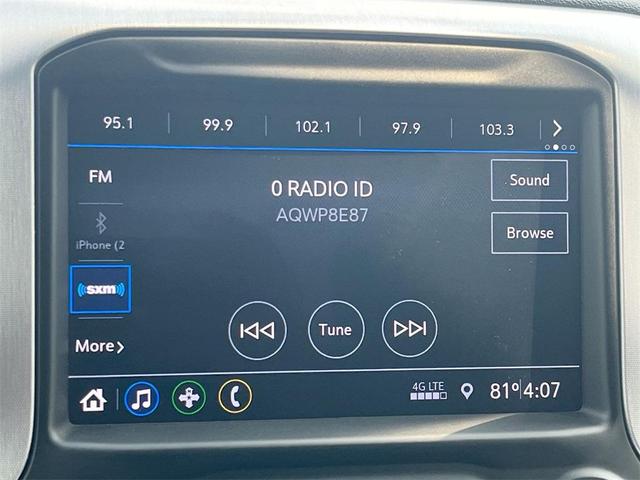 95.1 99.9 102.1 97.9 103.3
FM
0 RADIO ID
AQWP8E87
Sound
Browse
iPhone (2
sxm
More
Tune
4G LTE
81° 4:07